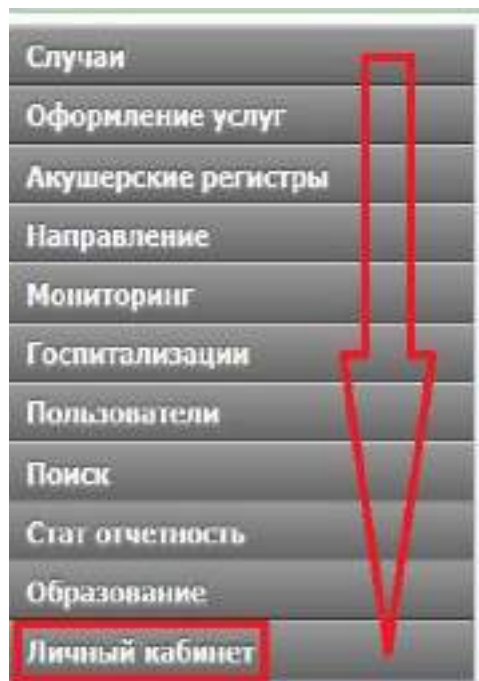 Случаи
Оформление услуг
Акушерские регистры
Направление
Мониторинг
Госпитализации
Пользователи
Поиск
Стат отчетность
Образование
Личный кабинет